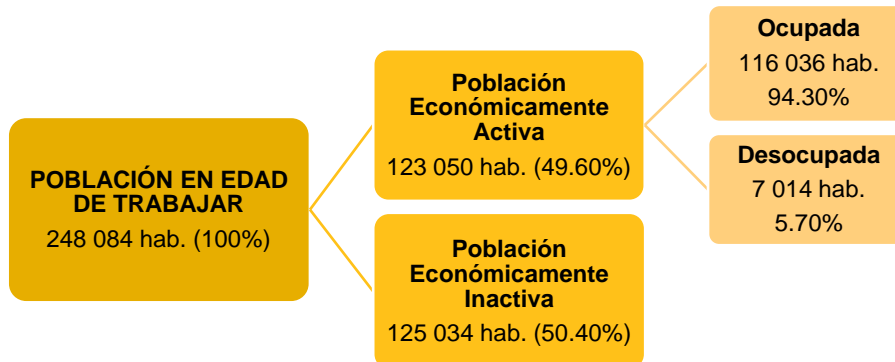 POBLACIÓN EN EDAD
DE TRABAJAR
248 084 hab. (100%)
Población
Económicamente
Activa
123 050 hab. (49.60%)
Ocupada
116 036 hab.
94.30%
Desocupada
7 014 hab.
5.70%
Población
Económicamente
Inactiva
125 034 hab. (50.40%)